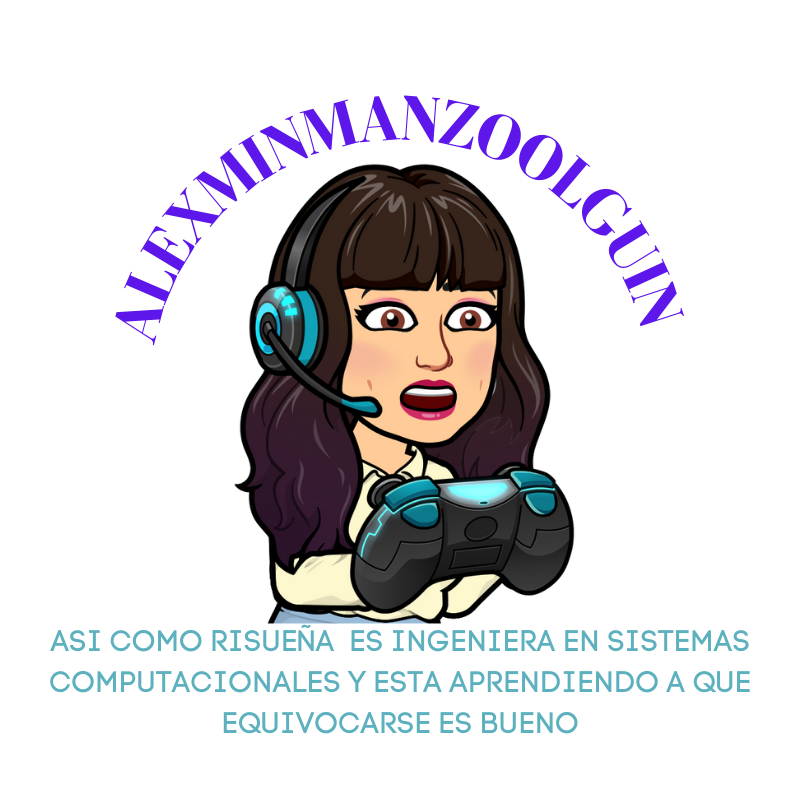 ALEXMINMANZOOLGUIN
ASI COMO RISUEÑA ES INGENIERA EN SISTEMAS
COMPUTACIONALES Y ESTA APRENDIENDO A QUE
EQUIVOCARSE ES BUENO